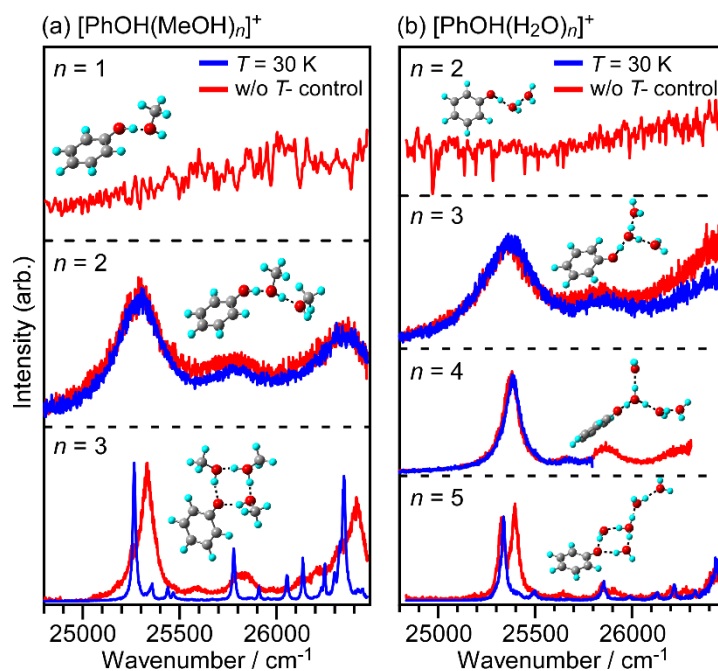 (a) [PhOH(MeOH)n]+
n = 1
T = 30 K
w/o T- control
n = 2
n = 3
25000 25500 26000
Wavenumber / cm-1
Intensity (arb.)
(b) [PhOH(H2O)n]+
n = 2
T = 30 K
w/o T- control
n = 3
n = 4
n = 5
25000 25500 26000
Wavenumber / cm-1